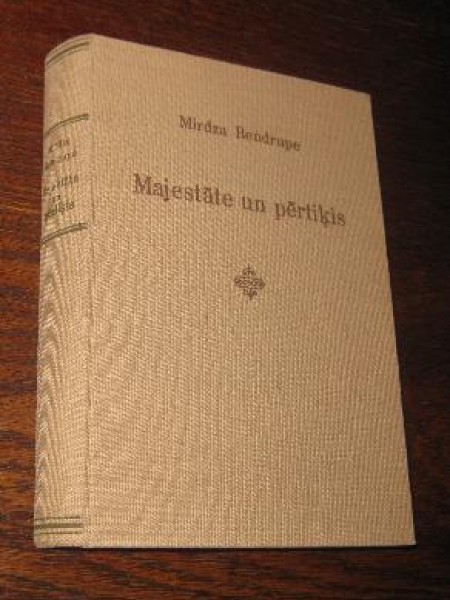 Mirdza Bendrupe
Majestāte un pērtiķis